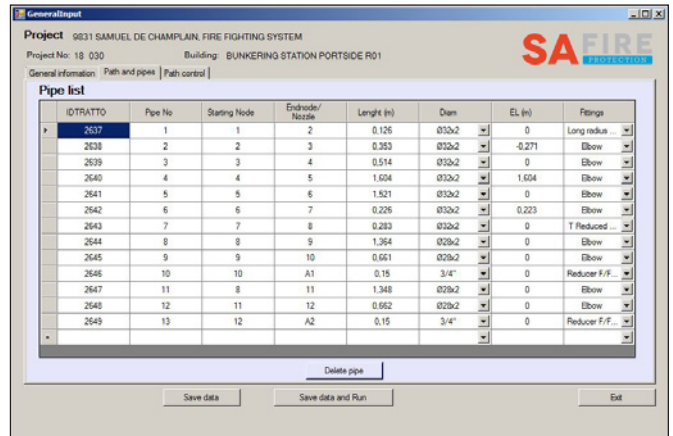 GeneralInput
Project 9831 SAMUEL DE CHAMPLAIN, FIRE FIGHTING SYSTEM
Project No: 18 030 Building: BUNKERING STATION PORTSIDE R01
SAFIRE
PROTECTION
General information Path and pipes Path control
Pipe list
IDTRATTO Pipe No Starting Node Endnode/ Nozzle Lenght (m) Diam EL (m) Fittings
2637 1 1 2 0,126 Ø32x2 0 Long radius ...
2638 2 2 3 0,353 Ø32x2 -0,271 Elbow
2639 3 3 4 0,514 Ø32x2 0 Elbow
2640 4 4 5 1,604 Ø32x2 1,604 Elbow
2641 5 5 6 1,521 Ø32x2 0 Elbow
2642 6 6 7 0,226 Ø32x2 0,223 Elbow
2643 7 7 8 0,283 Ø32x2 0 T Reduced ...
2644 8 8 9 1,364 Ø28x2 0 Elbow
2645 9 9 10 0,661 Ø28x2 0 Elbow
2646 10 10 A1 0,15 3/4" 0 Reducer F/F...
2647 11 8 11 1,348 Ø28x2 0 Elbow
2648 12 11 12 0,662 Ø28x2 0 Elbow
2649 13 12 A2 0,15 3/4" 0 Reducer F/F...
Delete pipe
Save data Save data and Run Exit